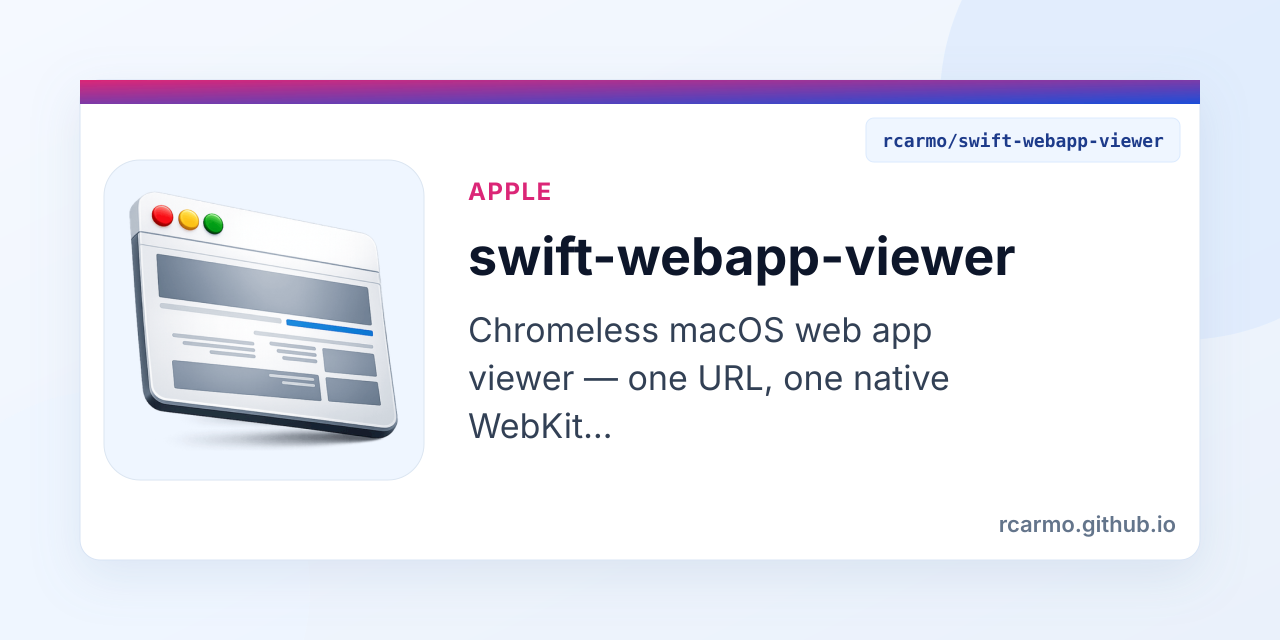 rcarmo/swift-webapp-viewer
APPLE
swift-webapp-viewer
Chromeless macOS web app
viewer — one URL, one native
WebKit...
rcarmo.github.io